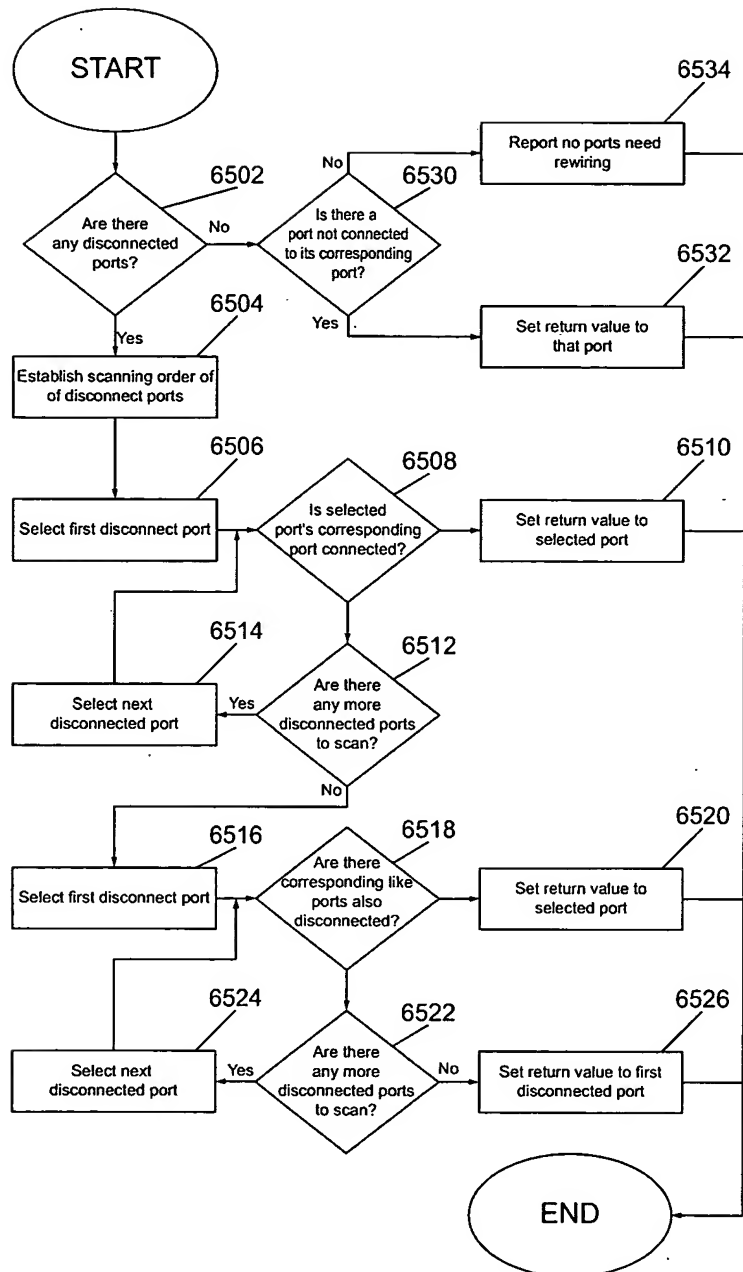 START
6534
Report no ports need
rewiring
6502
No
6530
Are there
any disconnected
ports?
No
Is there a
port not connected
to its corresponding
port?
6532
6504
Yes
Yes
Set return value to
that port
Establish scanning order of
of disconnect ports
6506
6508
6510
Select first disconnect port
Is selected
port's corresponding
port connected?
Set return value to
selected port
6514
6512
Select next
disconnected port
Yes
Are there
any more
disconnected ports
to scan?
No
6516
6518
6520
Select first disconnect port
Are there
corresponding like
ports also
disconnected?
Set return value to
selected port
6524
6522
6526
Select next
disconnected port
Yes
Are there
any more
disconnected ports
to scan?
No
Set return value to first
disconnected port
END